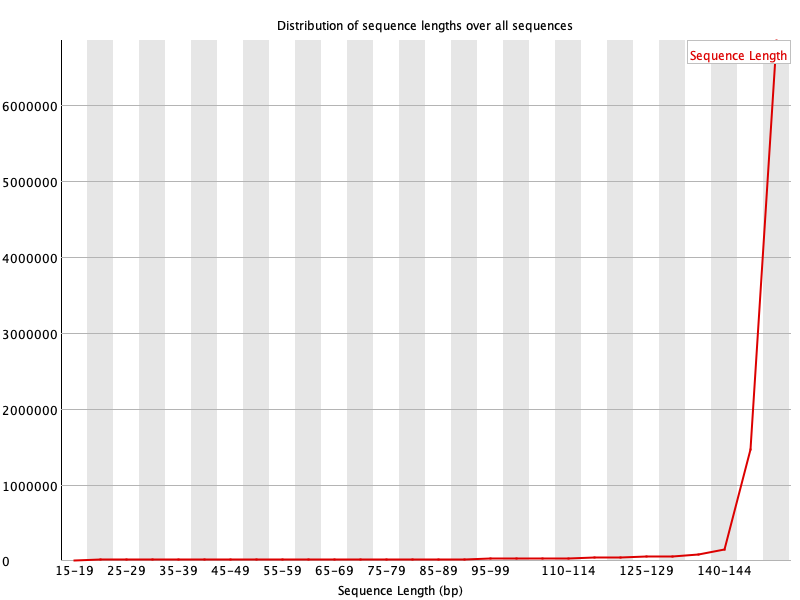 Distribution of sequence lengths over all sequences
Sequence Length
6000000
5000000
4000000
3000000
2000000
1000000
0
15-19 25-29 35-39 45-49 55-59 65-69 75-79 85-89 95-99 110-114 125-129 140-144
Sequence Length (bp)